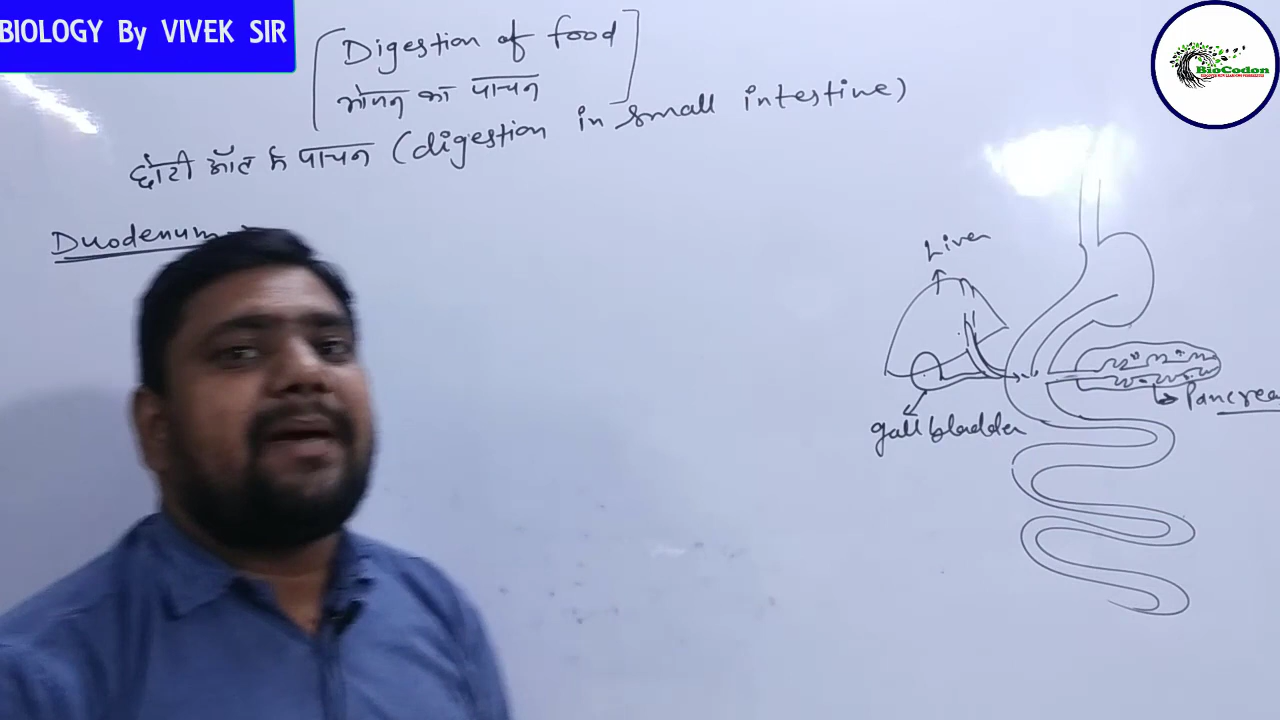 BIOLOGY By VIVEK SIR
Digestion of food
भोजन का पाचन
छोटी आँत में पाचन (digestion in small intestine)
Duodenum
Liver
gall bladder
Pancrea
BioCodon